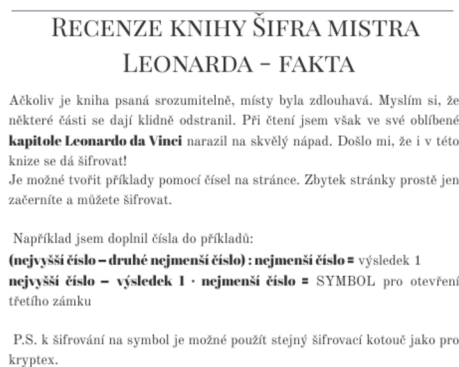 Recenze knihy Šifra mistra
Leonarda - fakta
Ačkoliv je kniha psaná srozumitelně, místy byla zdlouhavá. Myslím si, že
některé části se dají klidně odstranil. Při čtení jsem však ve své oblíbené
kapitole Leonardo da Vinci narazil na skvělý nápad. Došlo mi, že i v této
knize se dá šifrovat!
Je možné tvořit příklady pomocí čísel na stránce. Zbytek stránky prostě jen
začerníte a můžete šifrovat.
Například jsem doplnil čísla do příkladů:
(nejvyšší číslo – druhé nejmenší číslo) : nejmenší číslo = výsledek 1
nejvyšší číslo – výsledek 1 · nejmenší číslo = SYMBOL pro otevření
třetího zámku
P.S. k šifrování na symbol je možné použít stejný šifrovací kotouč jako pro
kryptex.